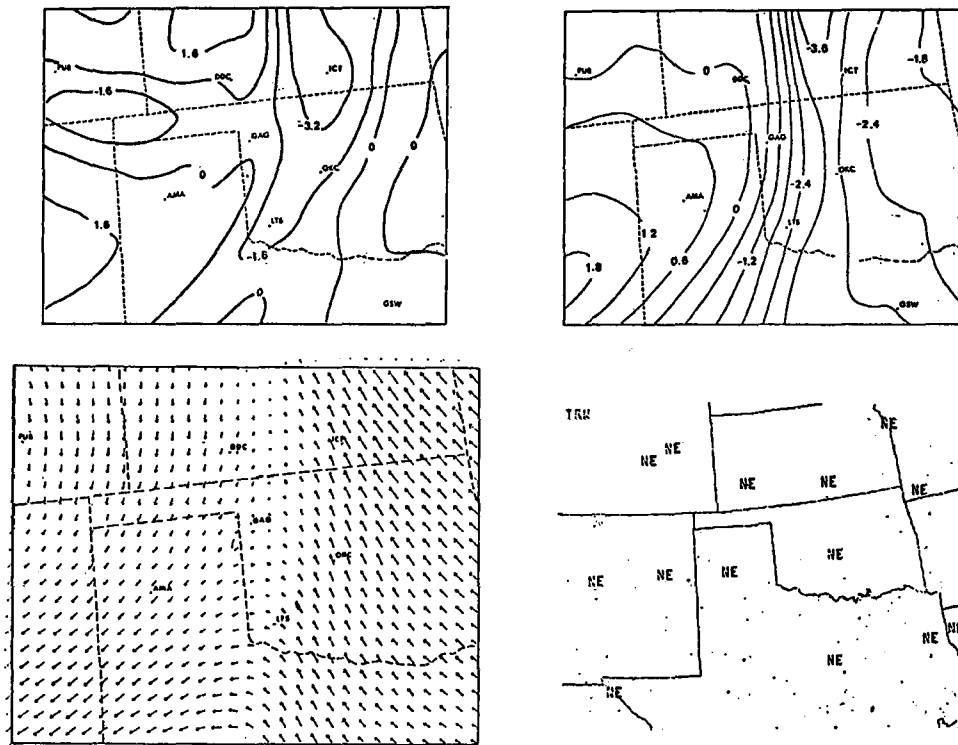 1.6
PUB
DDC
ICT
-1.6
-3.2
GAG
0
0
0
AMA
OKC
1.6
LTS
-1.6
0
GSW
-3.6
PUB
0
DDC
ICT
-1.8
-2.4
GAG
OKC
AMA
-2.4
0
LTS
1.2
0.6
-1.2
1.8
GSW
PUB
DDC
ICT
GAG
OKC
AMA
LTS
TRW
NE
NE NE
NE NE NE
NE NE NE NE
NE NE
NE
NE